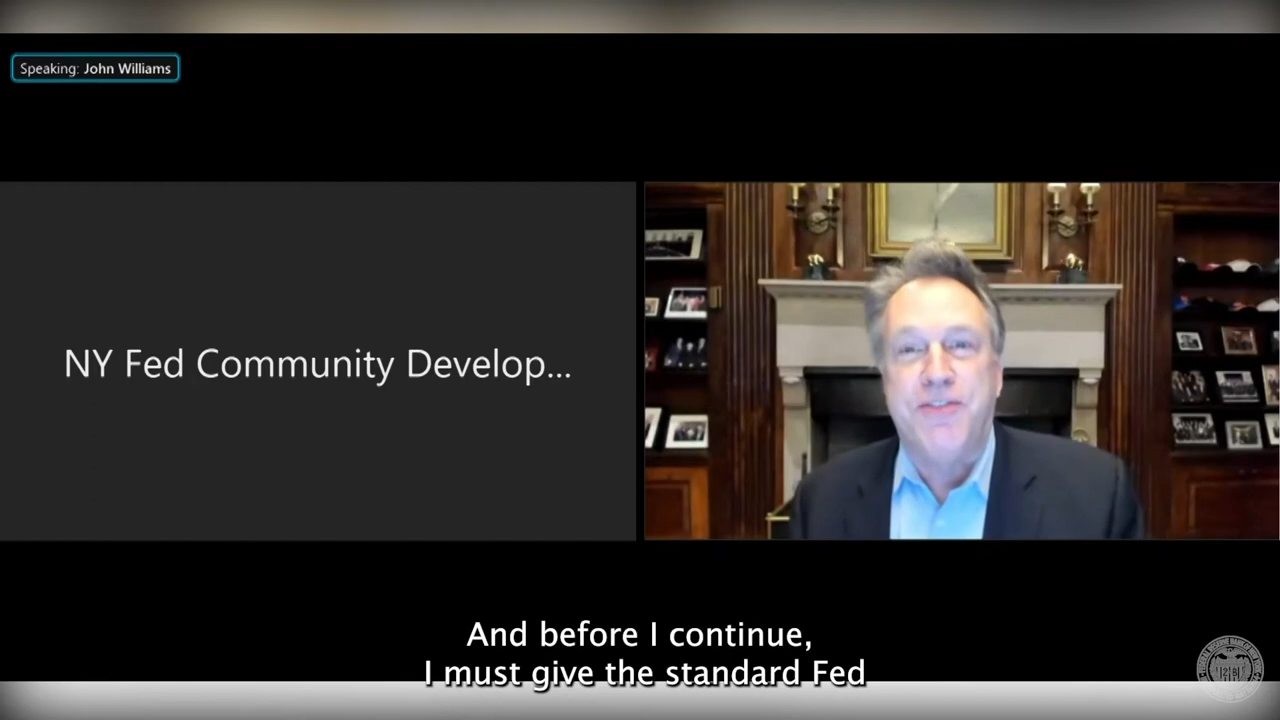 Speaking: John Williams
NY Fed Community Develop...
And before I continue,
I must give the standard Fed